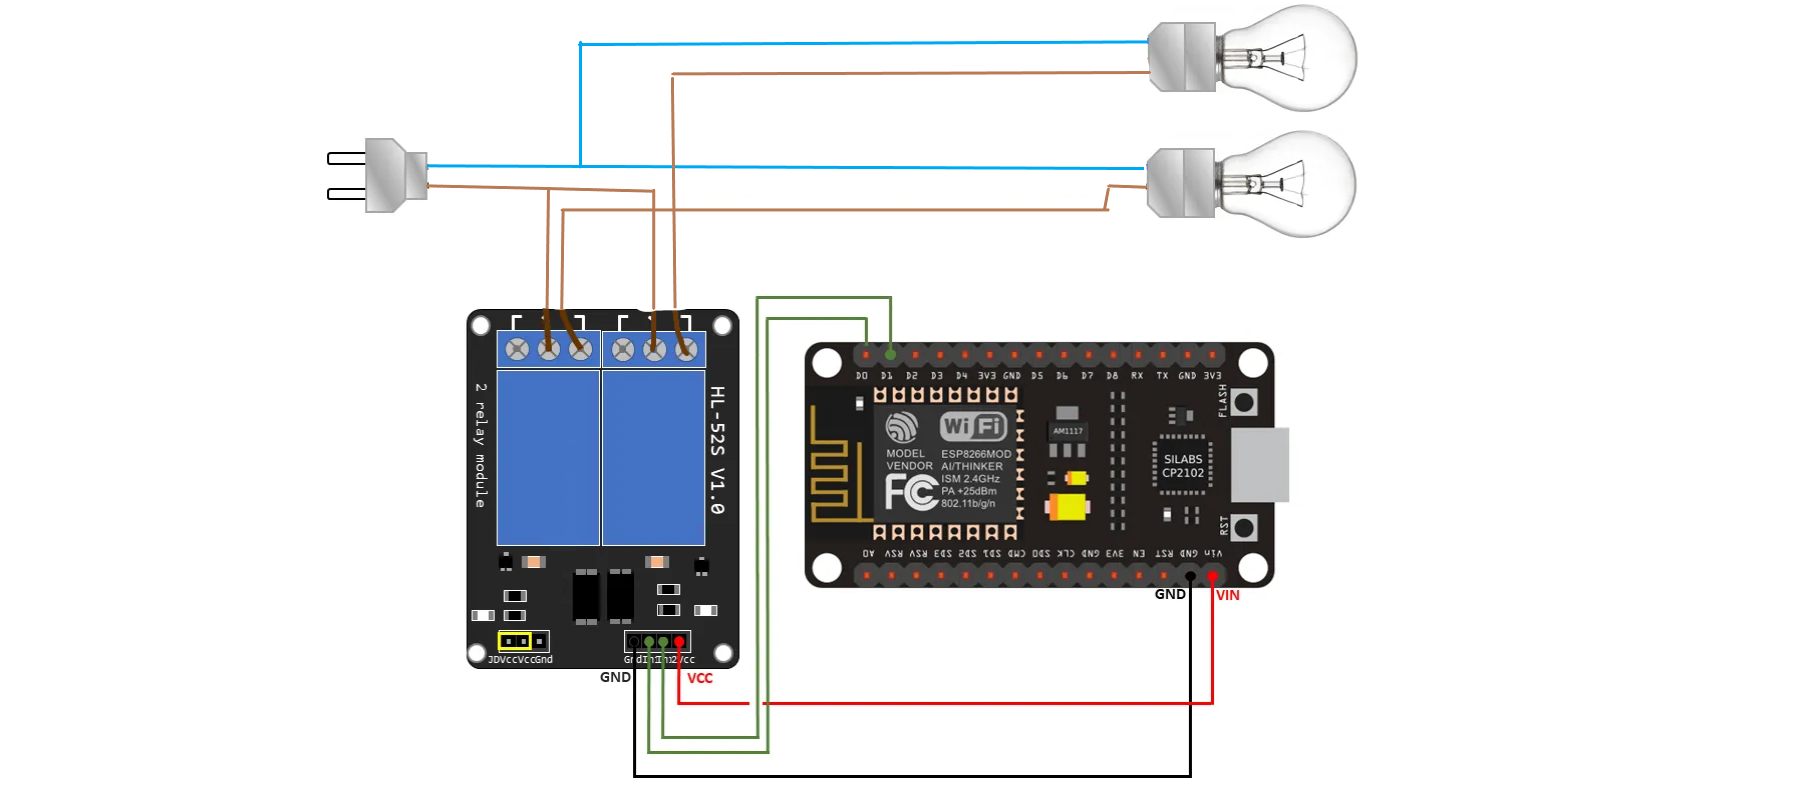 2 relay module
HL-52S V1.0
JDVccVccGnd
GndIn1In2Vcc
GND
VCC
D0 D1 D2 D3 D4 3V3 GND D5 D6 D7 D8 RX TX GND 3V3
FLASH
WiFi
MODEL
VENDOR
ESP8266MOD
AI/THINKER
ISM 2.4GHz
PA +25dBm
802.11b/g/n
FC
AM1117
SILABS
CP2102
RST
A0 RSV RSV SD3 SD2 SD1 CMD SD0 CLK GND 3V3 EN RST GND Vin
GND
VIN